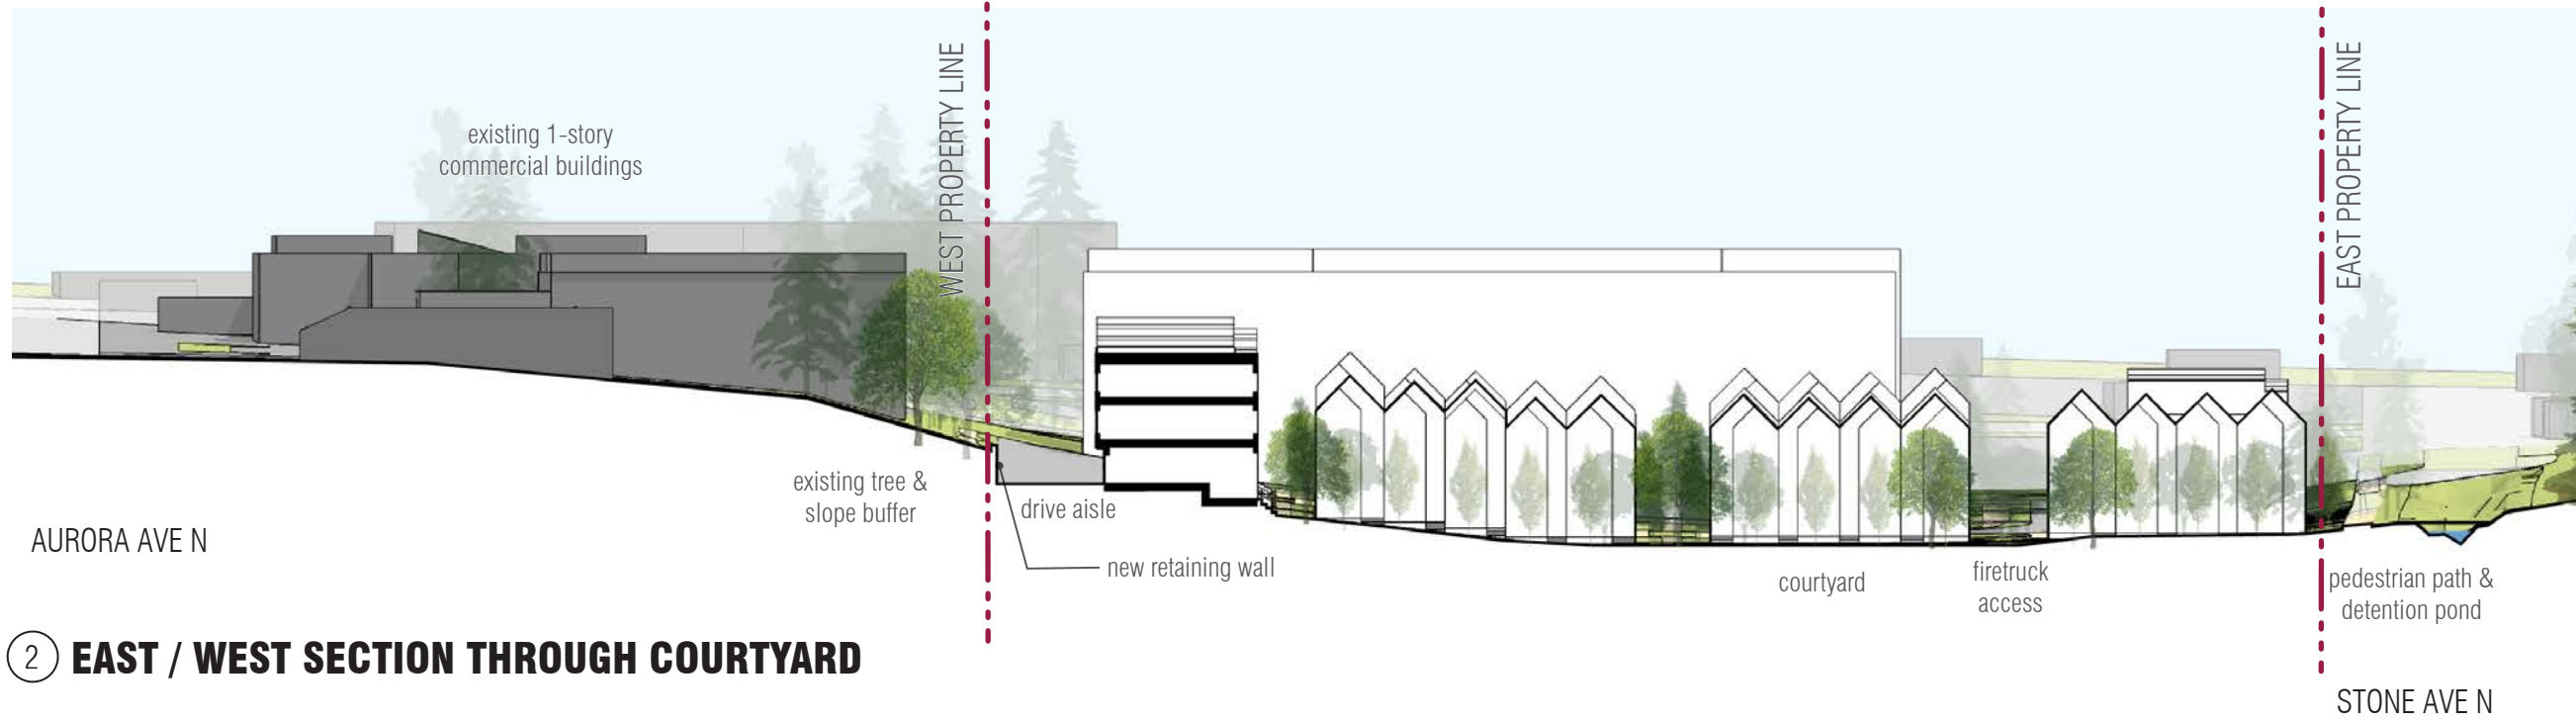 existing 1-story
commercial buildings
WEST PROPERTY LINE
EAST PROPERTY LINE
existing tree &
slope buffer
drive aisle
AURORA AVE N
new retaining wall
courtyard
firetruck
access
pedestrian path &
detention pond
2 EAST / WEST SECTION THROUGH COURTYARD
STONE AVE N